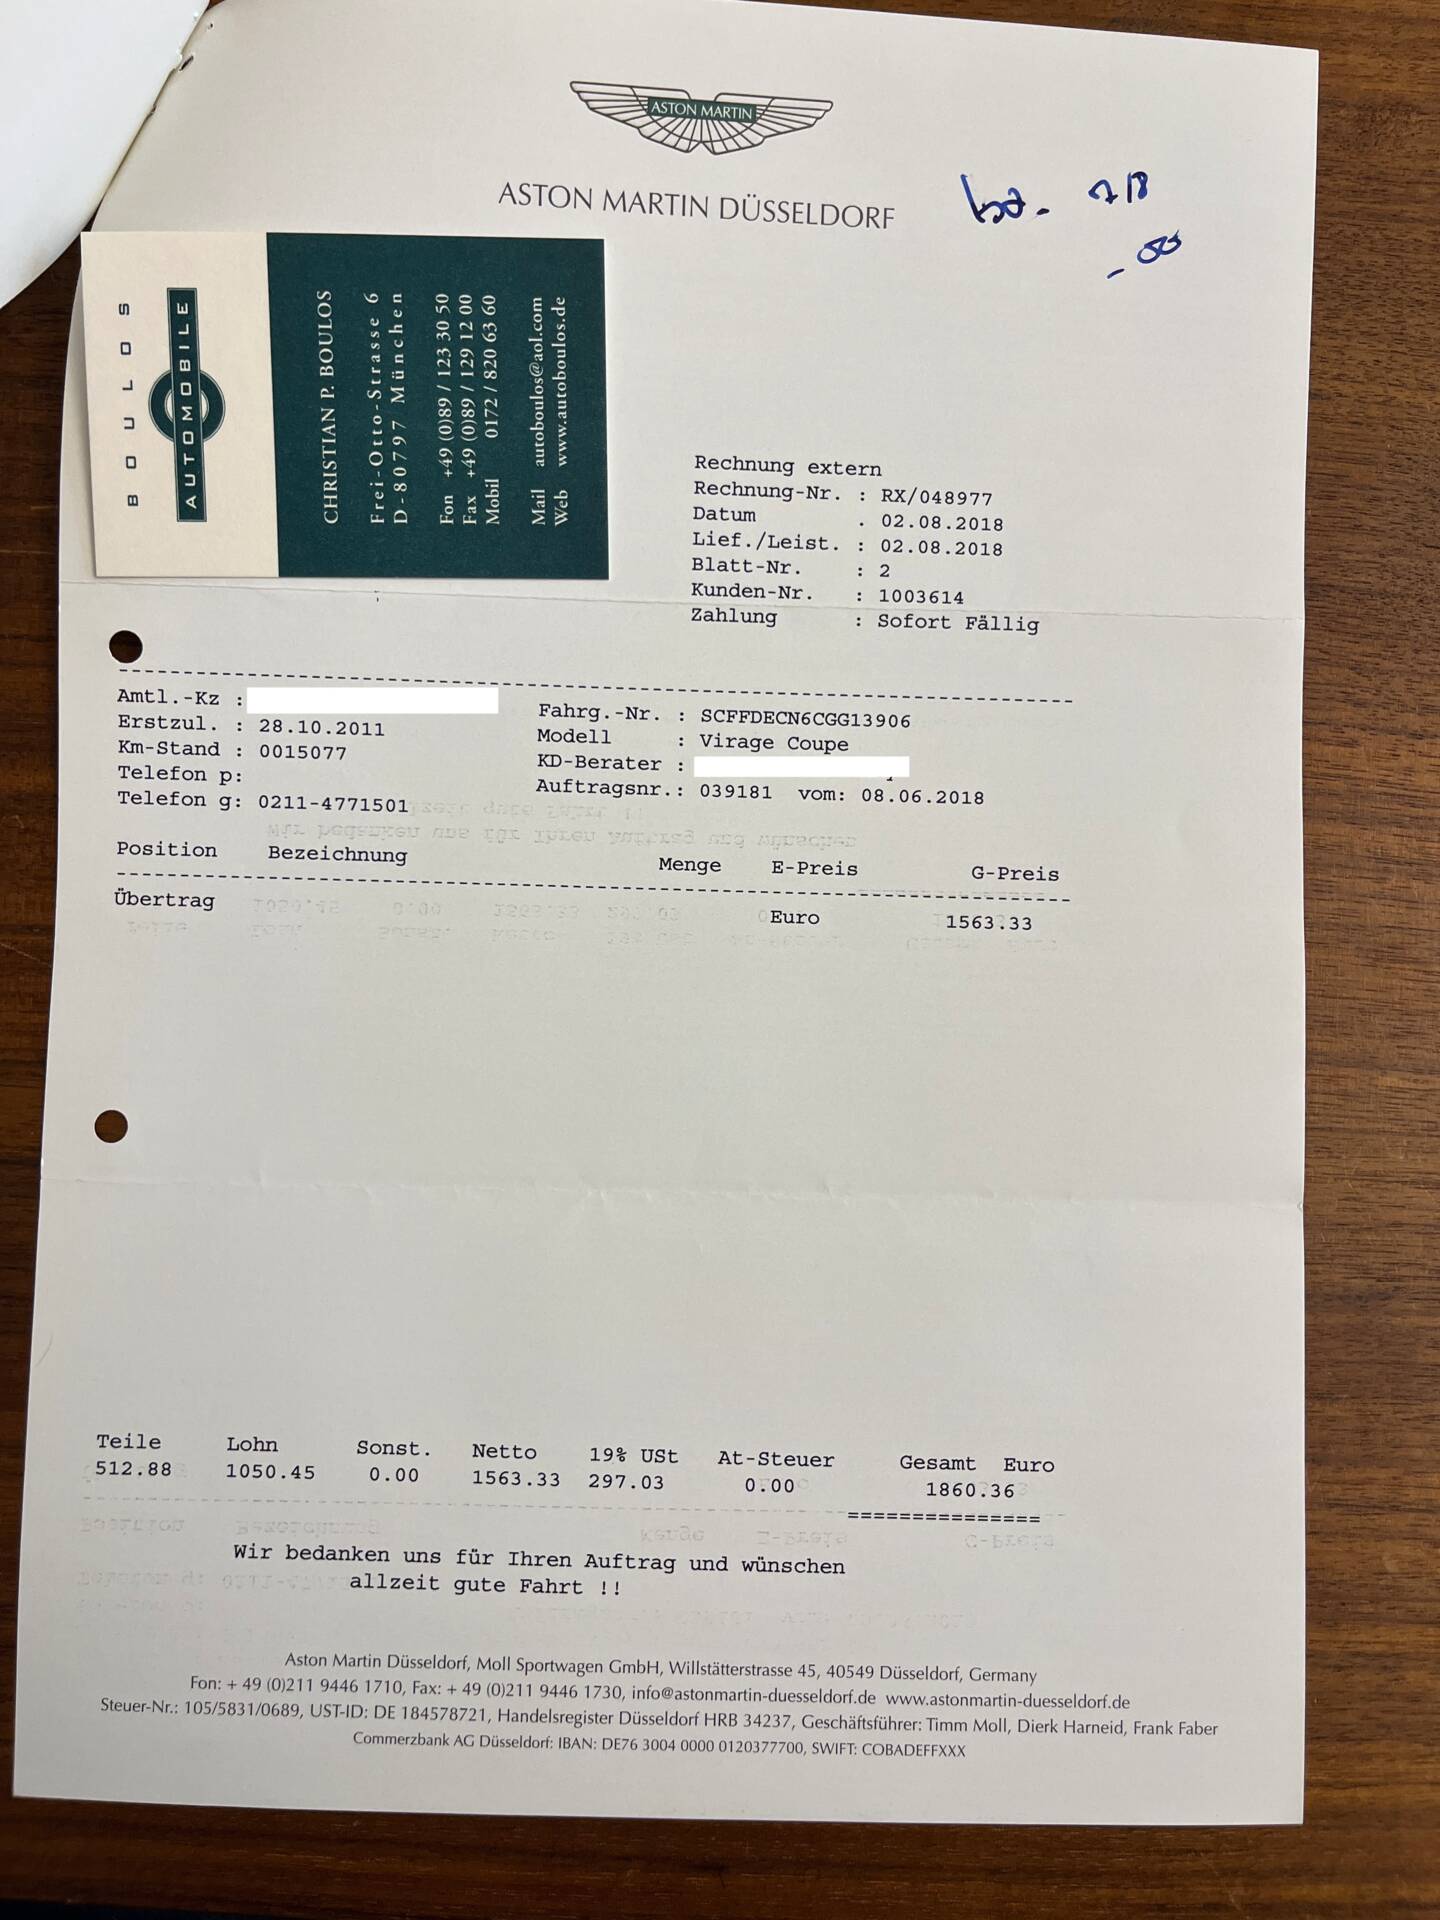 ASTON MARTIN
ASTON MARTIN DÜSSELDORF
7/8
BOULOS
AUTOMOBILE
CHRISTIAN P. BOULOS
Frei-Otto-Strasse 6
D-80797 München
Fon +49 (0)89 / 123 30 50
Fax +49 (0)89 / 129 12 00
Mobil 0172 / 820 63 60
Mail autoboulos@aol.com
Web www.autoboulos.de
Rechnung extern
Rechnung-Nr. : RX/048977
Datum . 02.08.2018
Lief./Leist. : 02.08.2018
Blatt-Nr. : 2
Kunden-Nr. : 1003614
Zahlung : Sofort Fällig
Amtl.-Kz :
Erstzul. : 28.10.2011
Km-Stand : 0015077
Telefon p:
Telefon g: 0211-4771501
Fahrg.-Nr. : SCFFDECN6CGG13906
Modell : Virage Coupe
KD-Berater :
Auftragsnr.: 039181 vom: 08.06.2018
Position Bezeichnung Menge E-Preis G-Preis
Übertrag Euro 1563.33
Teile Lohn Sonst. Netto 19% USt At-Steuer Gesamt Euro
512.88 1050.45 0.00 1563.33 297.03 0.00 1860.36
===============
Wir bedanken uns für Ihren Auftrag und wünschen
allzeit gute Fahrt !!
Aston Martin Düsseldorf, Moll Sportwagen GmbH, Willstätterstrasse 45, 40549 Düsseldorf, Germany
Fon: + 49 (0)211 9446 1710, Fax: + 49 (0)211 9446 1730, info@astonmartin-duesseldorf.de www.astonmartin-duesseldorf.de
Steuer-Nr.: 105/5831/0689, UST-ID: DE 184578721, Handelsregister Düsseldorf HRB 34237, Geschäftsführer: Timm Moll, Dierk Harneid, Frank Faber
Commerzbank AG Düsseldorf: IBAN: DE76 3004 0000 0120377700, SWIFT: COBADEFFXXX